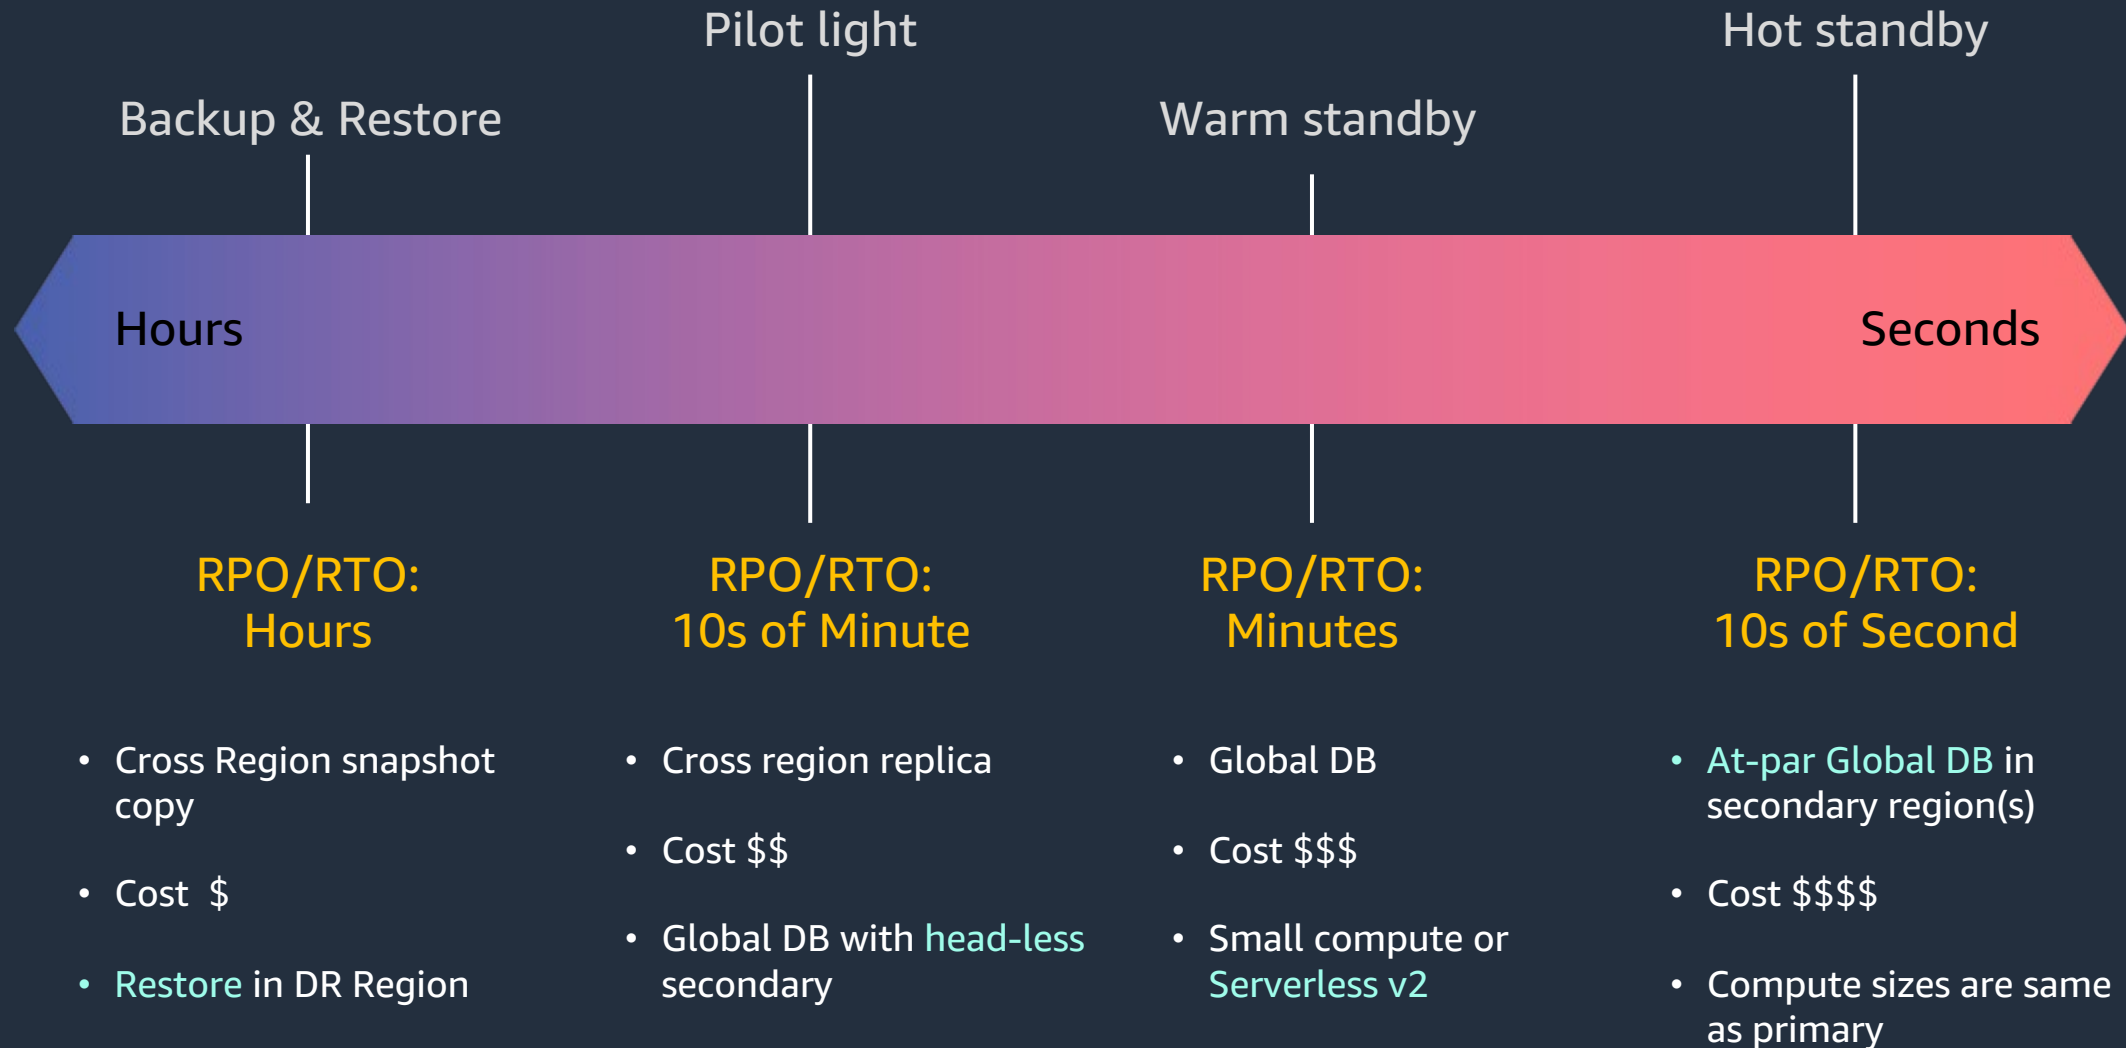 Pilot light
Hot standby
Backup & Restore
Warm standby
Hours
Seconds
RPO/RTO:
Hours
RPO/RTO:
10s of Minute
RPO/RTO:
Minutes
RPO/RTO:
10s of Second
• Cross Region snapshot
copy
• Cost $
• Restore in DR Region
• Cross region replica
• Cost $$
• Global DB with head-less
secondary
• Global DB
• Cost $$$
• Small compute or
Serverless v2
• At-par Global DB in
secondary region(s)
• Cost $$$$
• Compute sizes are same
as primary